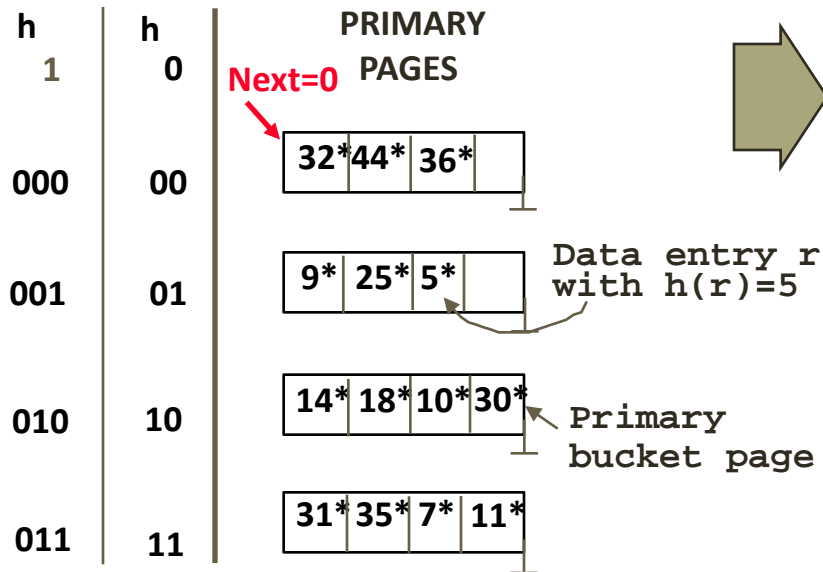 h h PRIMARY
1 0 PAGES
Next=0
000 00 32* 44* 36*
001 01 9* 25* 5*
Data entry r
with h(r)=5
010 10 14* 18* 10* 30*
Primary
bucket page
011 11 31* 35* 7* 11*